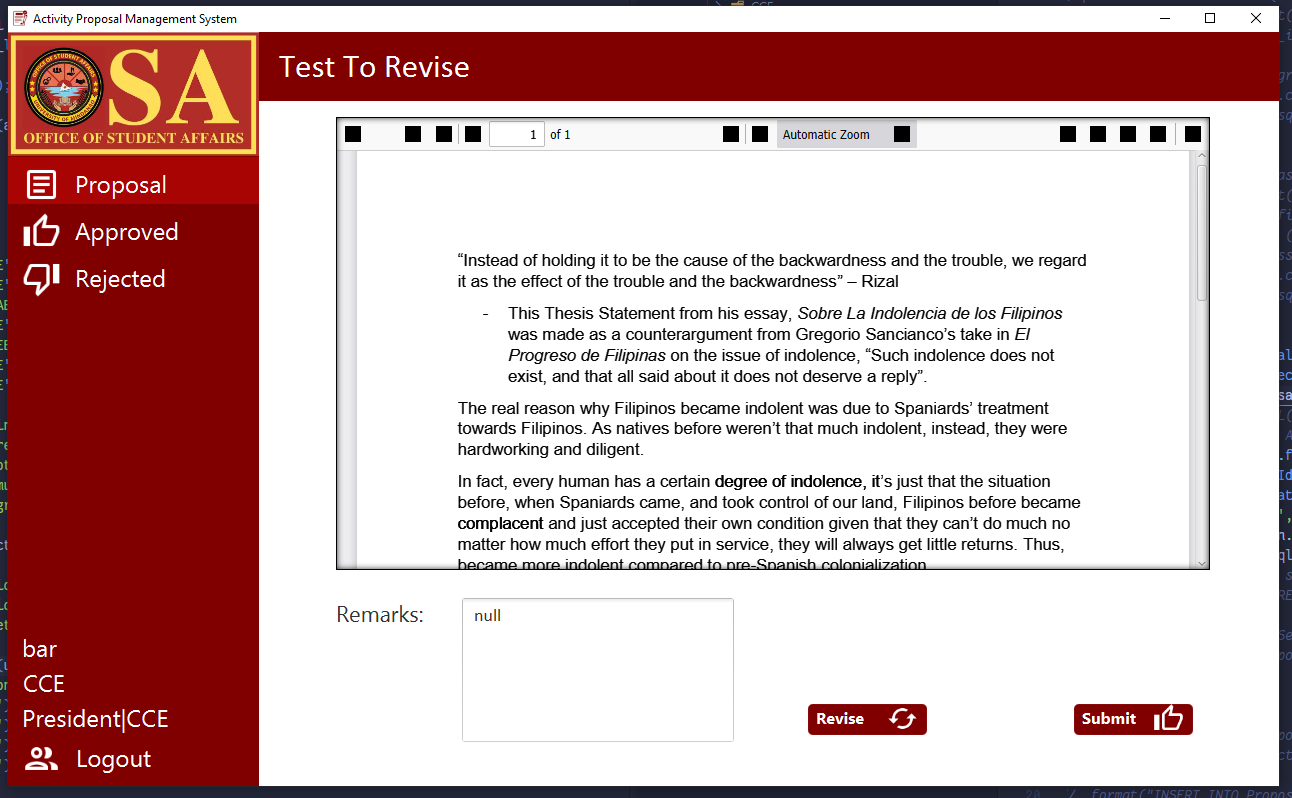 Activity Proposal Management System
OSA
OFFICE OF STUDENT AFFAIRS
Proposal
Approved
Rejected
bar
CCE
President|CCE
Logout
Test To Revise
1 of 1
Automatic Zoom
“Instead of holding it to be the cause of the backwardness and the trouble, we regard
it as the effect of the trouble and the backwardness” – Rizal
- This Thesis Statement from his essay, Sobre La Indolencia de los Filipinos
was made as a counterargument from Gregorio Sancianco’s take in El
Progreso de Filipinas on the issue of indolence, “Such indolence does not
exist, and that all said about it does not deserve a reply”.
The real reason why Filipinos became indolent was due to Spaniards’ treatment
towards Filipinos. As natives before weren’t that much indolent, instead, they were
hardworking and diligent.
In fact, every human has a certain degree of indolence, it’s just that the situation
before, when Spaniards came, and took control of our land, Filipinos before became
complacent and just accepted their own condition given that they can’t do much no
matter how much effort they put in service, they will always get little returns. Thus,
became more indolent compared to pre-Spanish colonialization
Remarks:
null
Revise
Submit